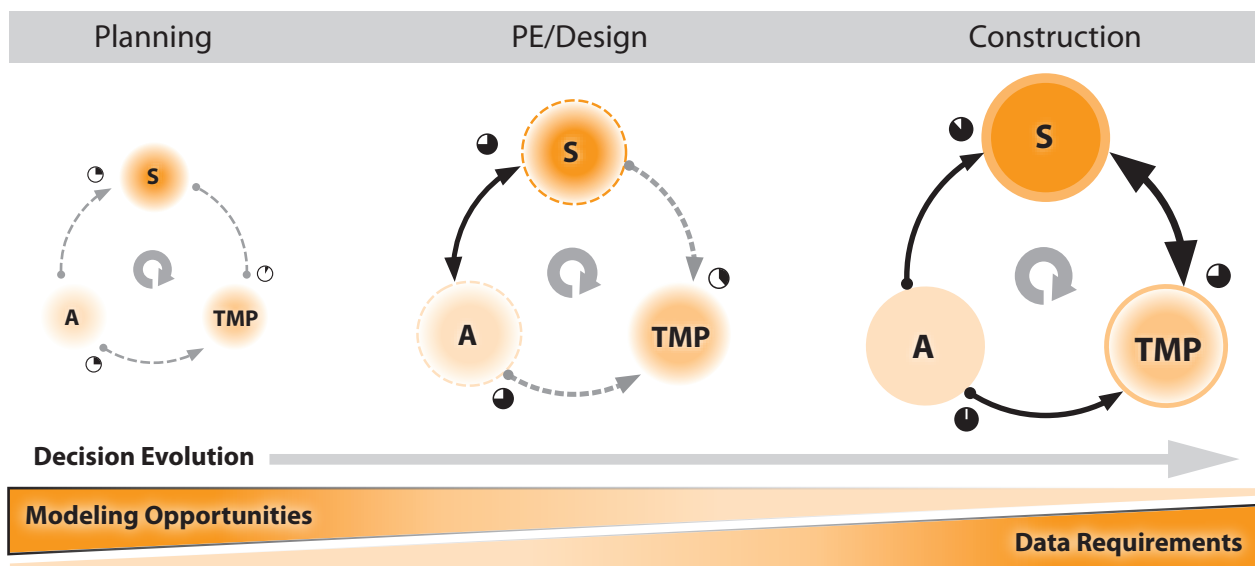 Planning
PE/Design
Construction
S
A
TMP
S
A
TMP
S
A
TMP
Decision Evolution
Modeling Opportunities
Data Requirements